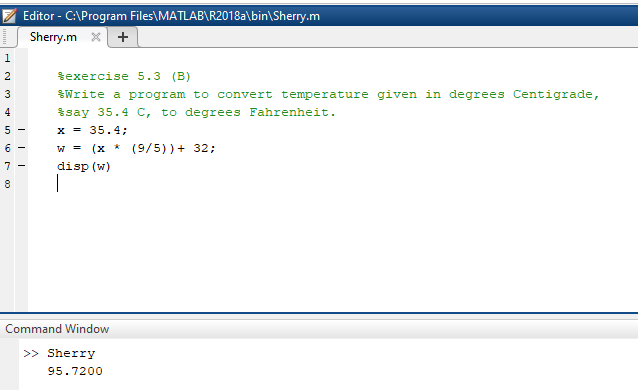 Editor - C:\Program Files\MATLAB\R2018a\bin\Sherry.m
Sherry.m × +
1
2 %exercise 5.3 (B)
3 %Write a program to convert temperature given in degrees Centigrade,
4 %say 35.4 C, to degrees Fahrenheit.
5 — x = 35.4;
6 — w = (x * (9/5))+ 32;
7 — disp(w)
8
Command Window
>> Sherry
95.7200